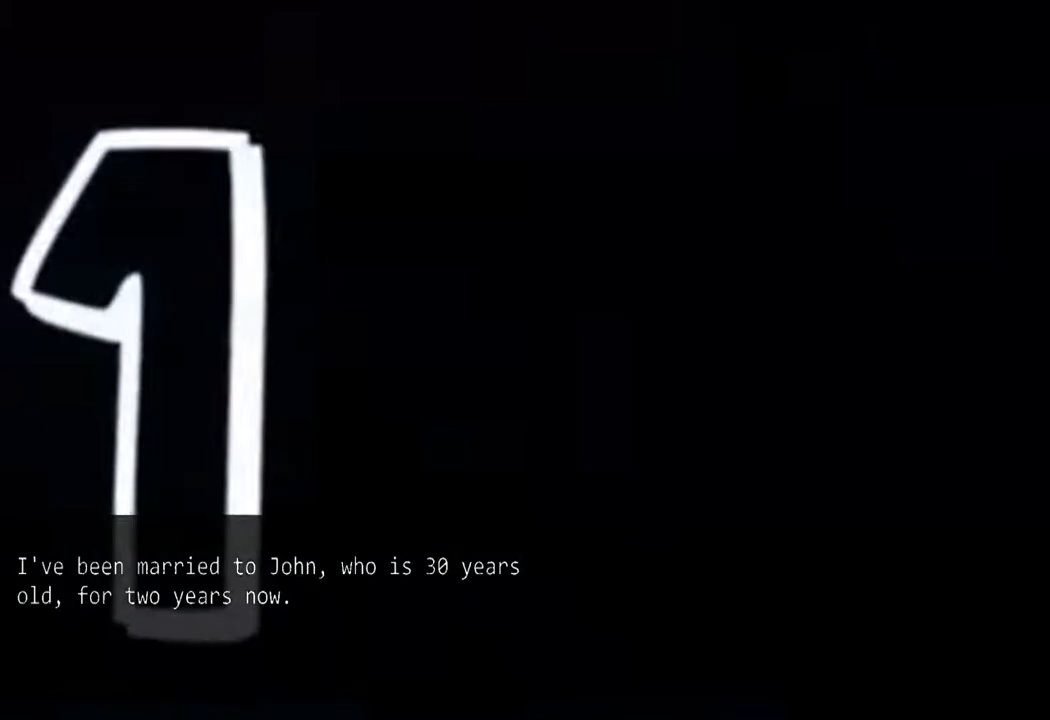 1
I've been married to John, who is 30 years
old, for two years now.